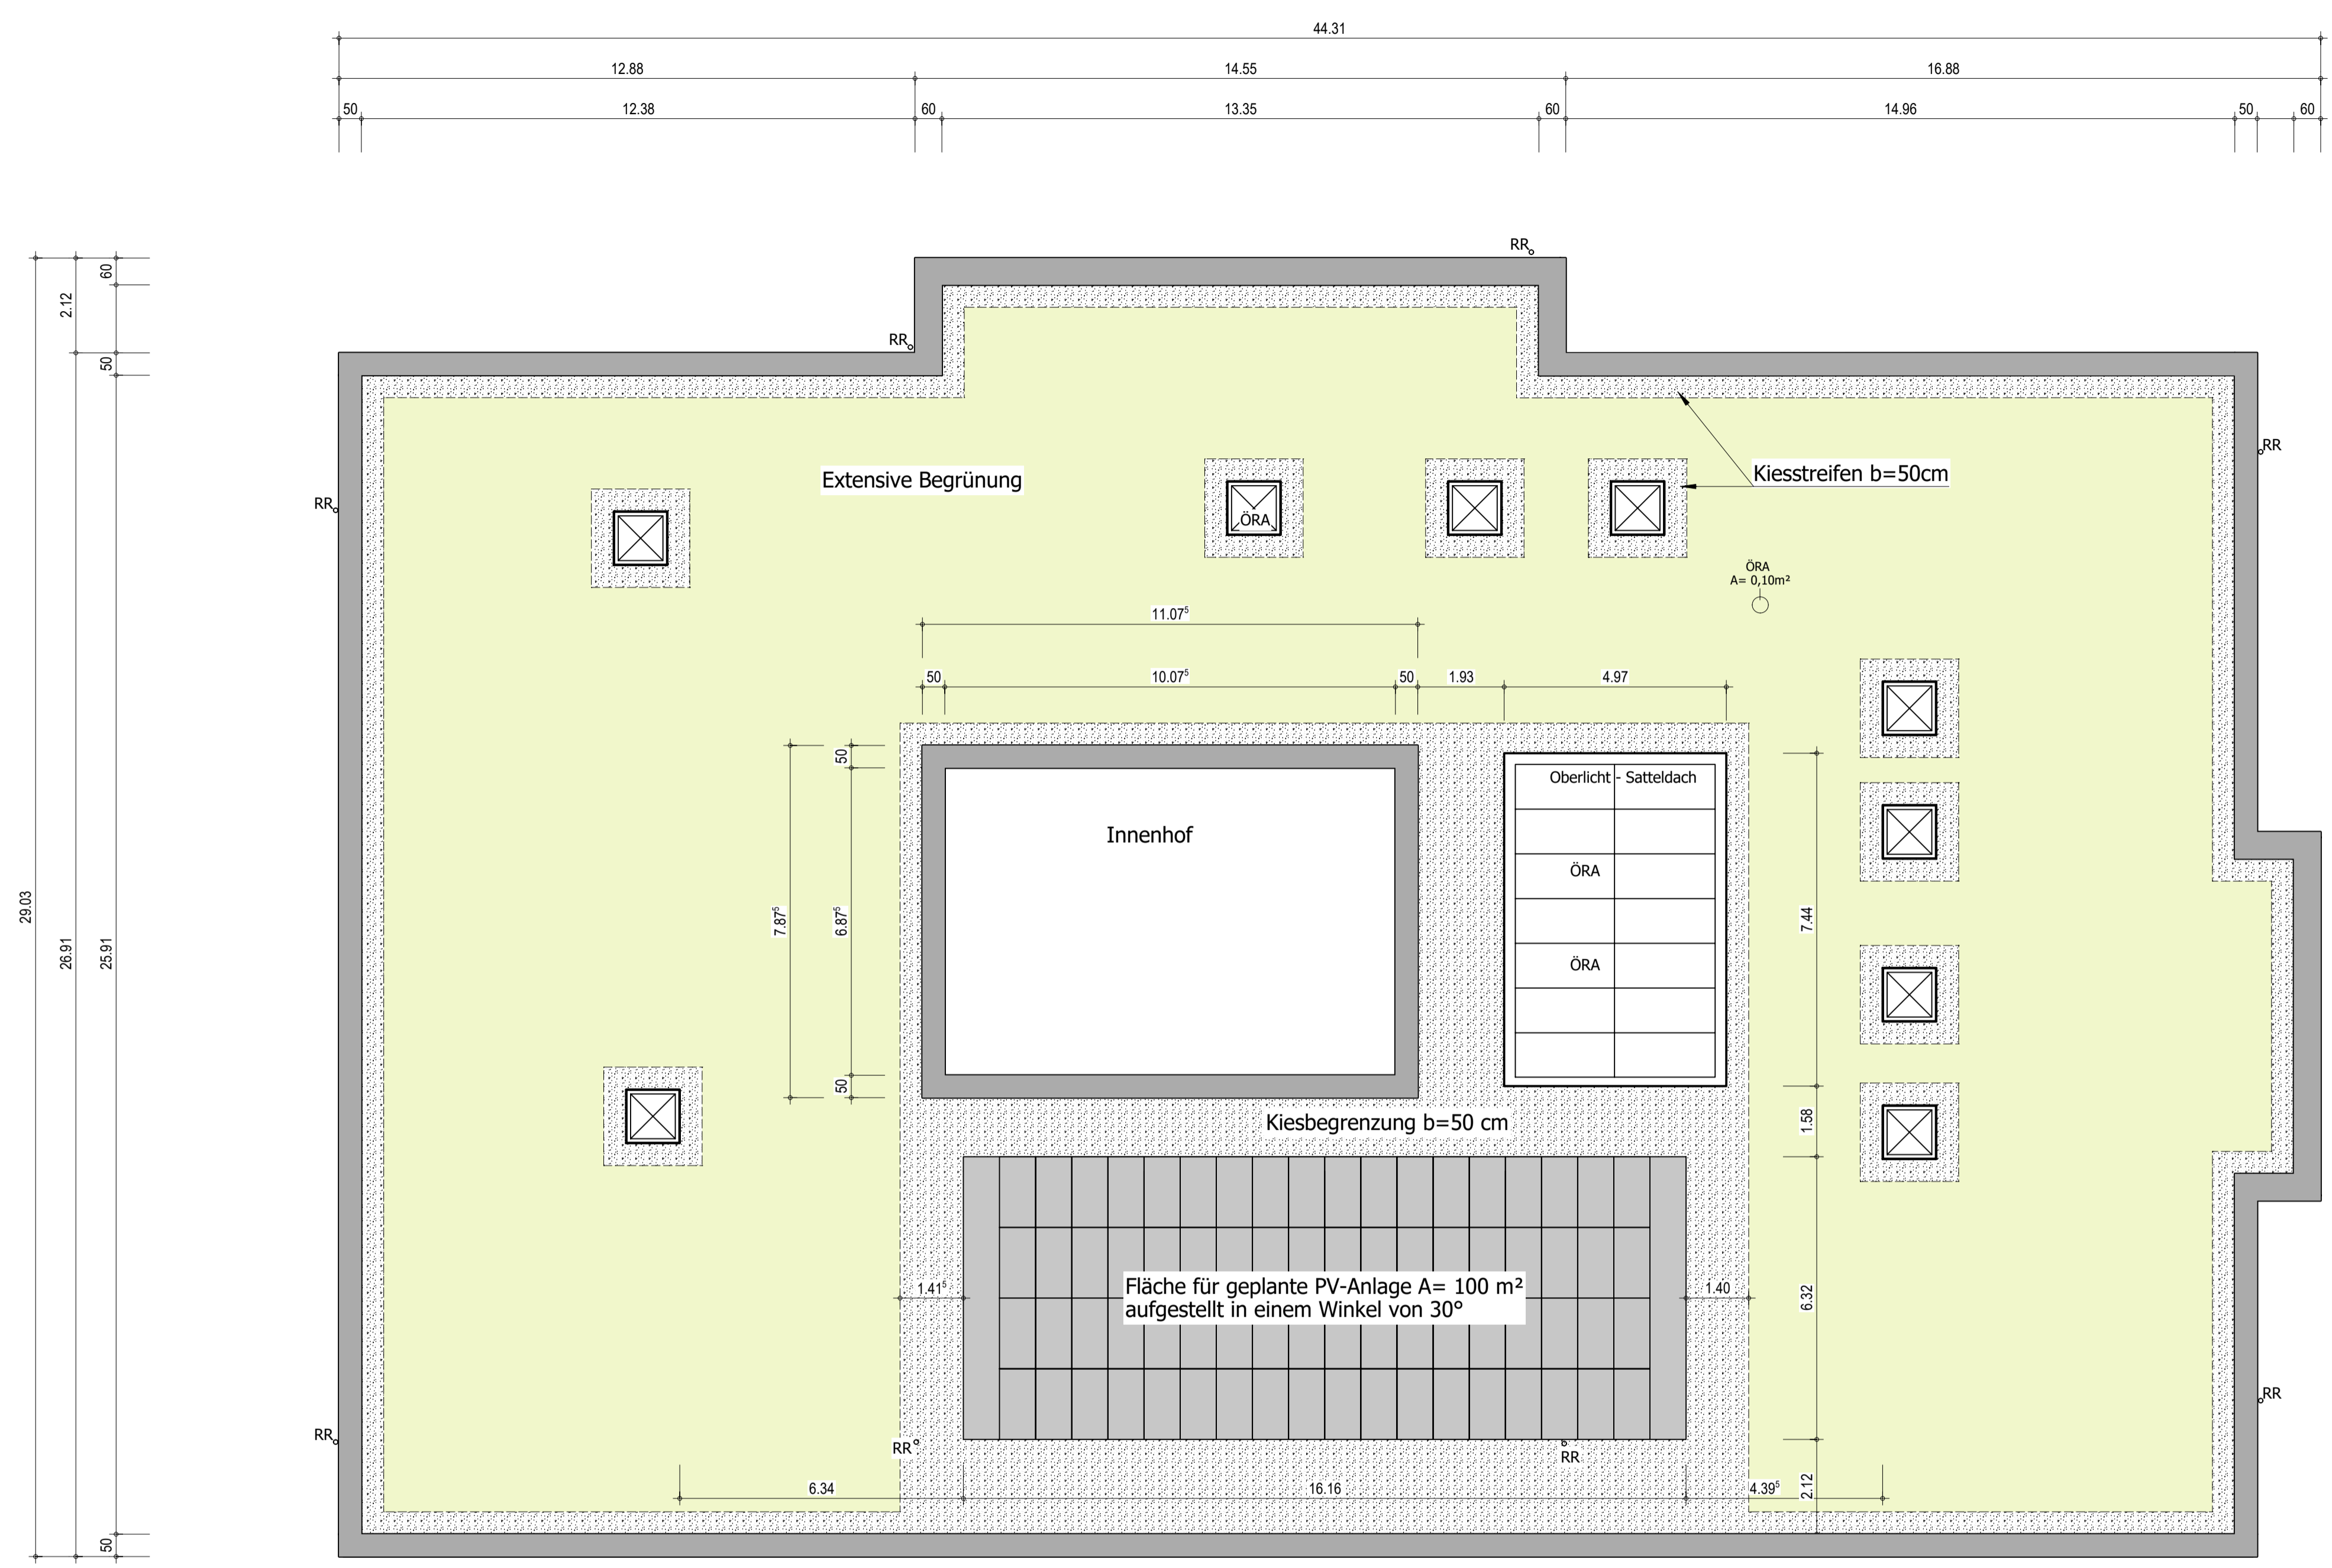 44.31
12.88 14.55 16.88
50 12.38 60 13.35 60 14.96 50 60
RR
60
2.12
RR
50
RR
Extensive Begrünung
Kiesstreifen b=50cm
RR
ÖRA
ÖRA
A= 0,10m²
11.07⁵
50 10.07⁵ 50 1.93 4.97
50
Oberlicht - Satteldach
Innenhof
ÖRA
29.03
26.91
25.91
7.87⁵
6.87⁵
7.44
ÖRA
50
Kiesbegrenzung b=50 cm
1.58
1.41⁵
Fläche für geplante PV-Anlage A= 100 m²
aufgestellt in einem Winkel von 30°
1.40
6.32
RR
RR
RR
RR
6.34 16.16 4.39⁵
2.12
50